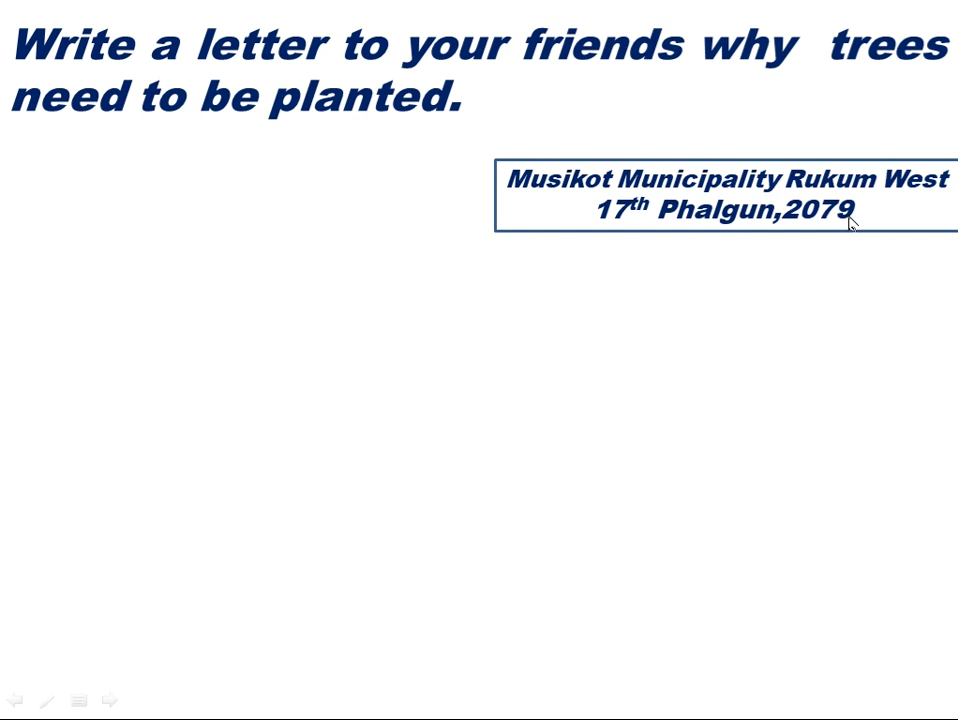 Write a letter to your friends why trees
need to be planted.
Musikot Municipality Rukum West
17th Phalgun,2079